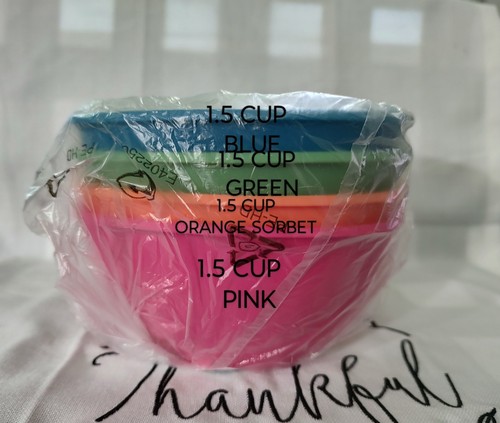 1.5 CUP
BLUE
1.5 CUP
GREEN
1.5 CUP
ORANGE SORBET
1.5 CUP
PINK
Thankful